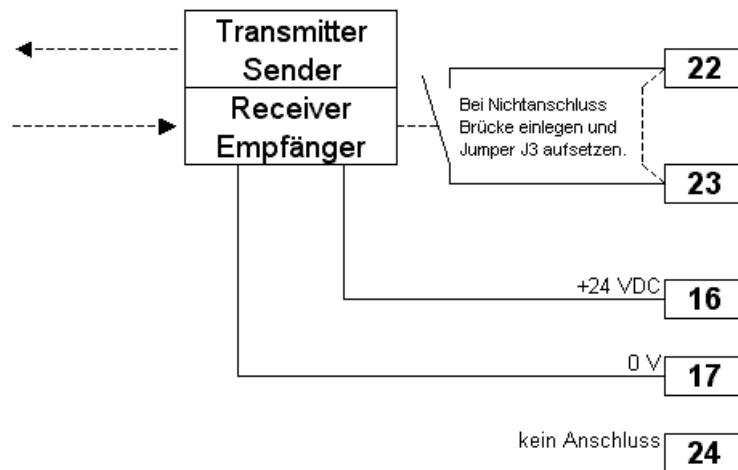 Transmitter
Sender
Receiver
Empfänger
Bei Nichtanschluss
Brücke einlegen und
Jumper J3 aufsetzen.
22
23
+24 VDC
16
0 V
17
kein Anschluss
24